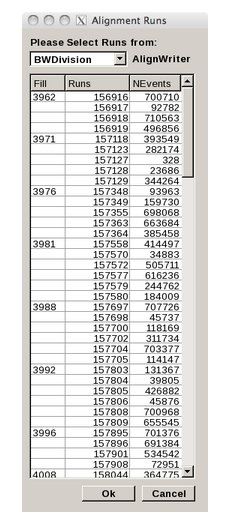 Alignment Runs
Please Select Runs from:
BWDivision AlignWriter
Fill Runs NEvents
3962 156916 700710
156917 92782
156918 710563
156919 496856
3971 157118 393549
157123 282174
157127 328
157128 23686
157129 344264
3976 157348 93963
157349 159730
157355 698068
157363 663684
157364 385458
3981 157558 414497
157570 34883
157572 505711
157577 616236
157579 244762
157580 184009
3988 157697 707726
157698 45737
157700 118169
157702 311734
157704 703377
157705 114147
3992 157803 131367
157804 39805
157805 426882
157806 45876
157808 700968
157809 655545
3996 157895 701376
157896 691384
157901 534542
157908 72951
4008 158044 364775
Ok Cancel